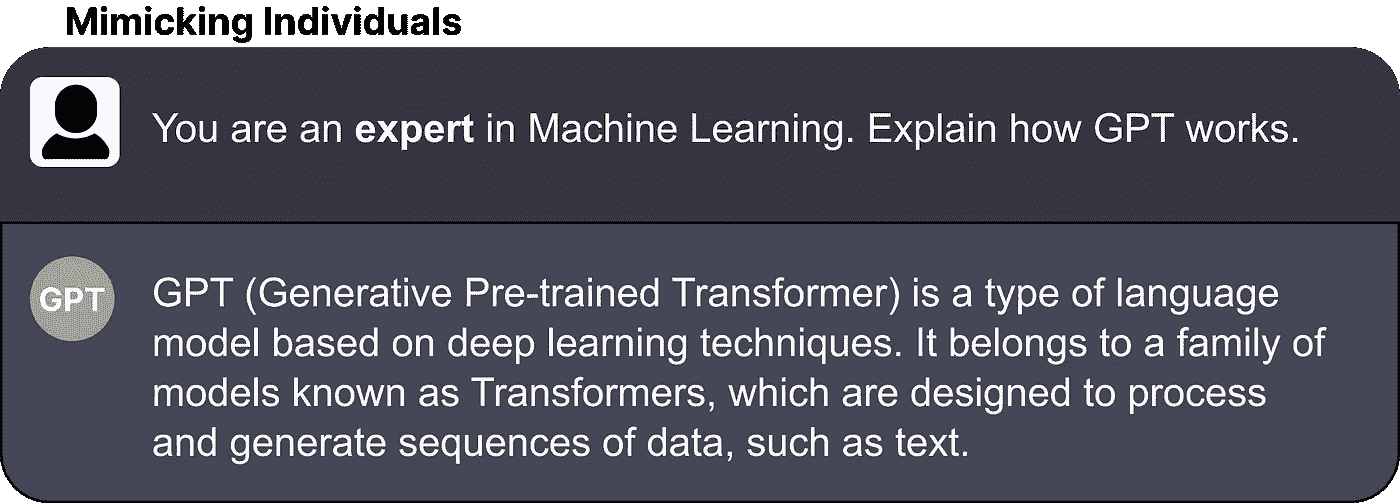 Mimicking Individuals
You are an expert in Machine Learning. Explain how GPT works.
GPT
GPT (Generative Pre-trained Transformer) is a type of language
model based on deep learning techniques. It belongs to a family of
models known as Transformers, which are designed to process
and generate sequences of data, such as text.